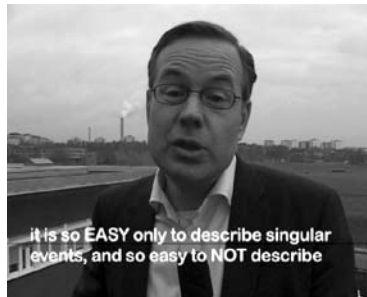 it is so EASY only to describe singular
events, and so easy to NOT describe